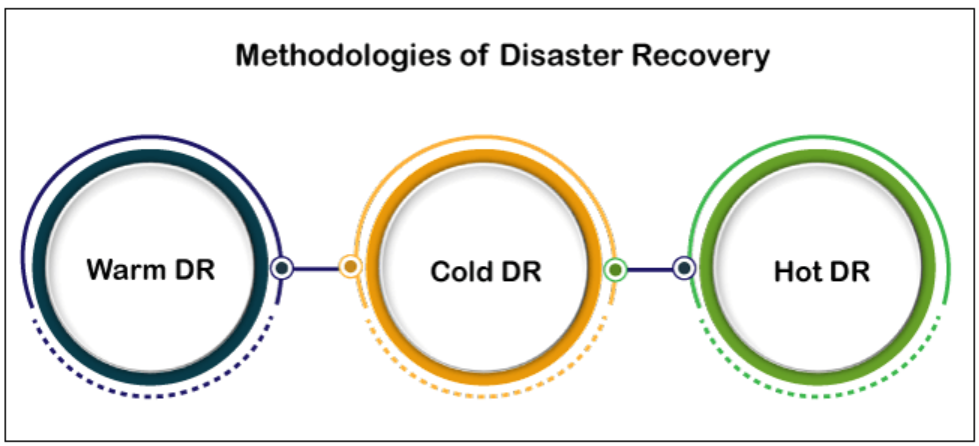 Methodologies of Disaster Recovery
Warm DR
Cold DR
Hot DR